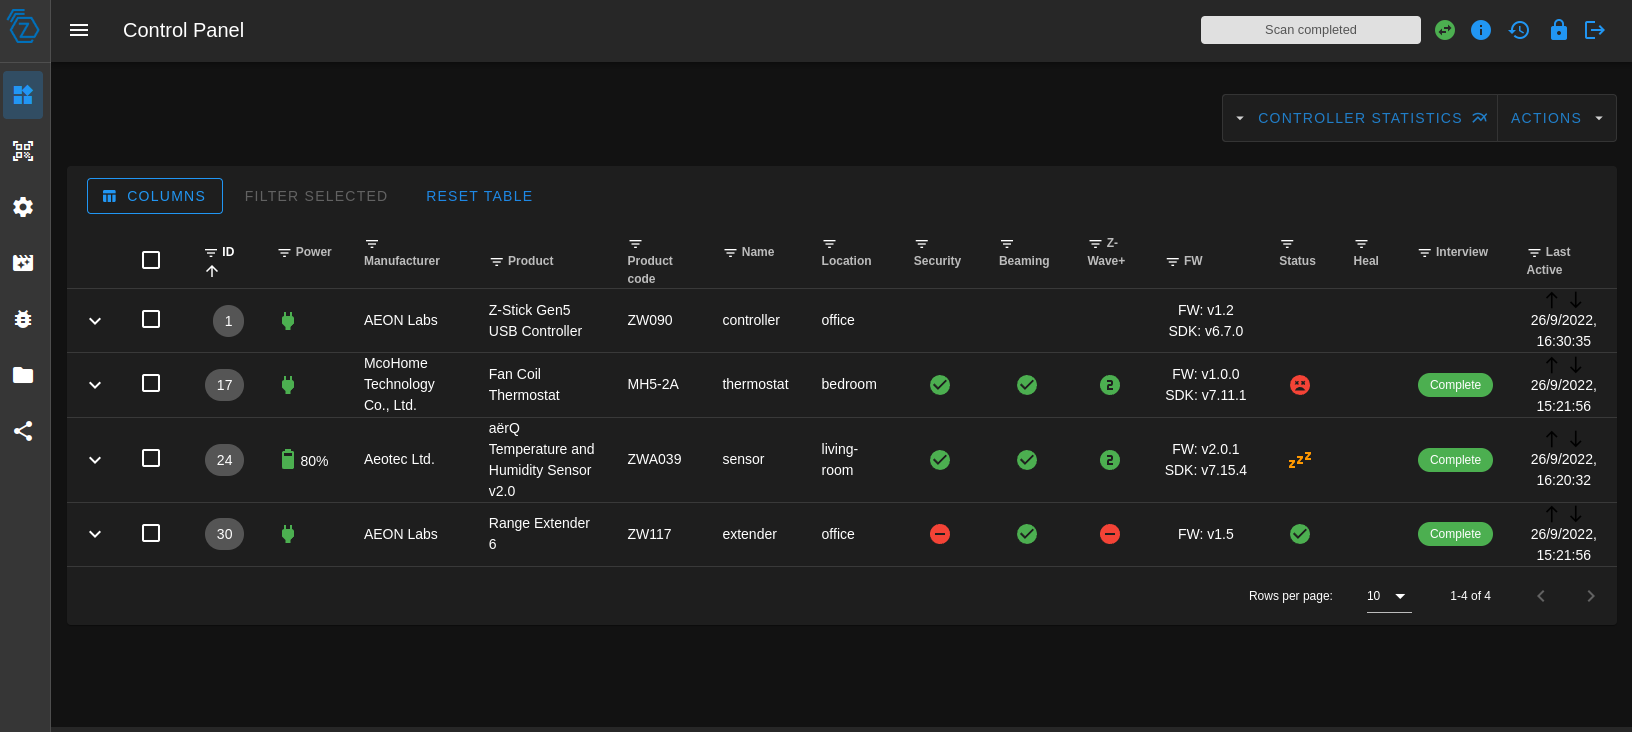 Control Panel
Scan completed
CONTROLLER STATISTICS
ACTIONS
COLUMNS
FILTER SELECTED
RESET TABLE
ID
Power
Manufacturer
Product
Product
code
Name
Location
Security
Beaming
Z-
Wave+
FW
Status
Heal
Interview
Last
Active
1
AEON Labs
Z-Stick Gen5
USB Controller
ZW090
controller
office
FW: v1.2
SDK: v6.7.0
26/9/2022,
16:30:35
17
McoHome
Technology
Co., Ltd.
Fan Coil
Thermostat
MH5-2A
thermostat
bedroom
2
FW: v1.0.0
SDK: v7.11.1
Complete
26/9/2022,
15:21:56
24
80%
Aeotec Ltd.
aërQ
Temperature and
Humidity Sensor
v2.0
ZWA039
sensor
living-
room
2
FW: v2.0.1
SDK: v7.15.4
zzz
Complete
26/9/2022,
16:20:32
30
AEON Labs
Range Extender
6
ZW117
extender
office
FW: v1.5
Complete
26/9/2022,
15:21:56
Rows per page:
10
1-4 of 4